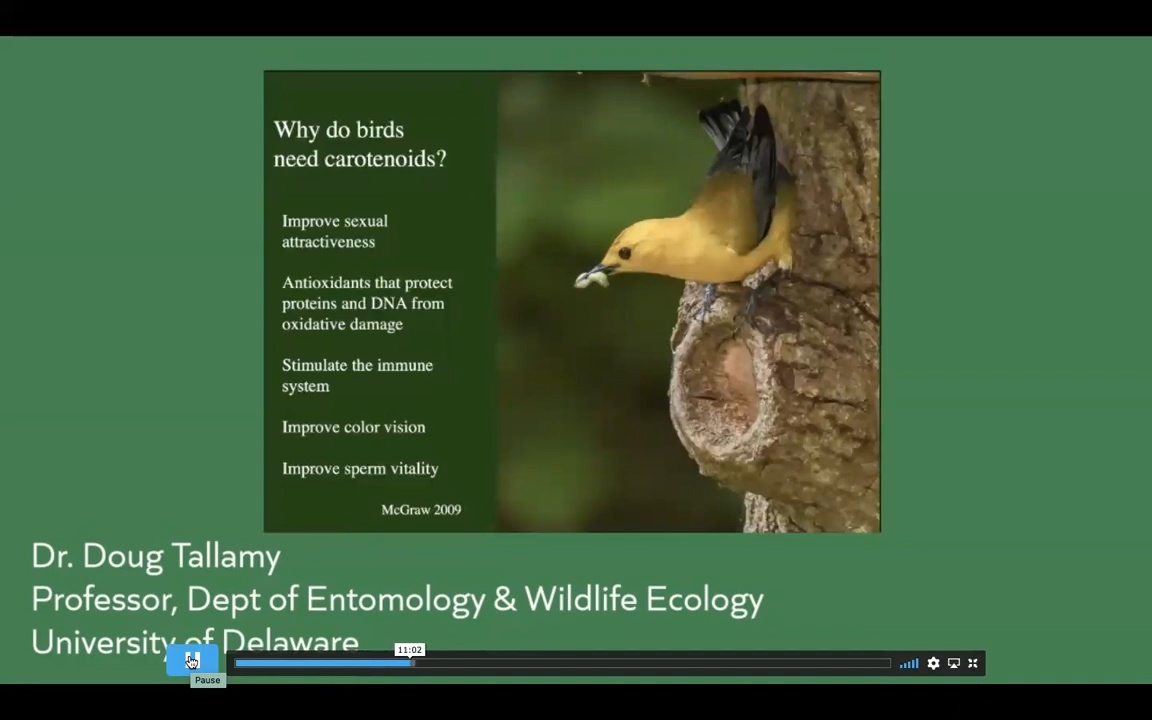 Why do birds
need carotenoids?
Improve sexual
attractiveness
Antioxidants that protect
proteins and DNA from
oxidative damage
Stimulate the immune
system
Improve color vision
Improve sperm vitality
McGraw 2009
Dr. Doug Tallamy
Professor, Dept of Entomology & Wildlife Ecology
University of Delaware
11:02
Pause